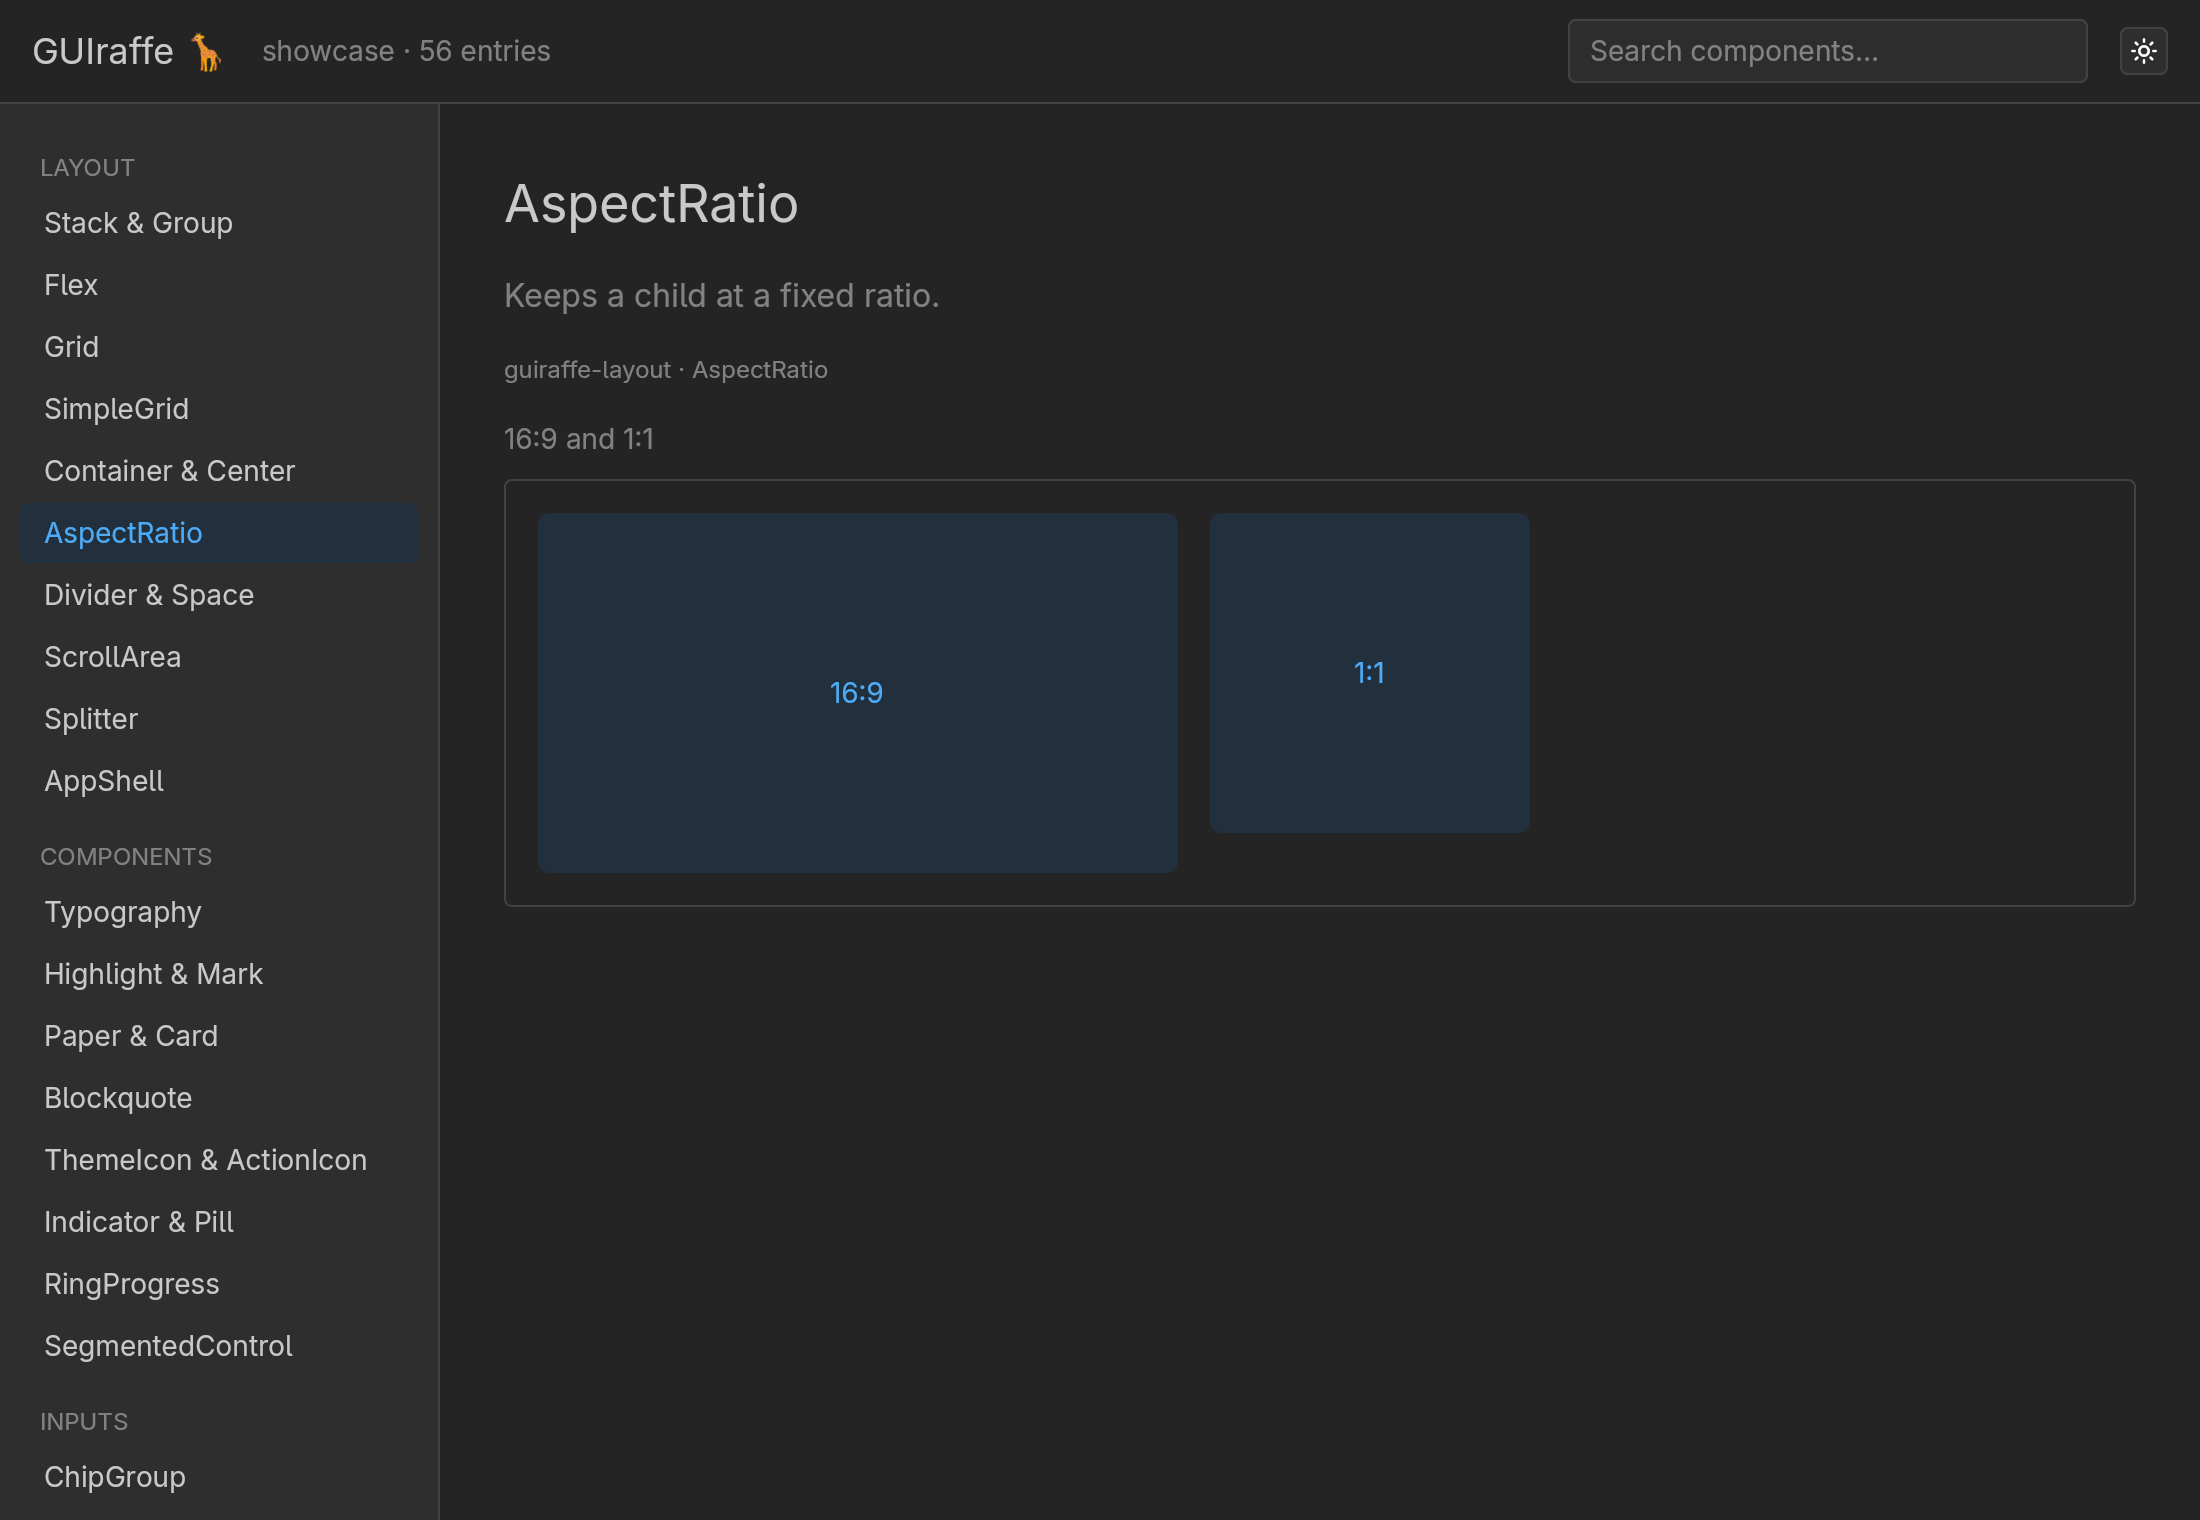 GUIraffe 🦒 showcase · 56 entries
Search components...
LAYOUT
Stack & Group
Flex
Grid
SimpleGrid
Container & Center
AspectRatio
Divider & Space
ScrollArea
Splitter
AppShell
COMPONENTS
Typography
Highlight & Mark
Paper & Card
Blockquote
ThemeIcon & ActionIcon
Indicator & Pill
RingProgress
SegmentedControl
INPUTS
ChipGroup
AspectRatio
Keeps a child at a fixed ratio.
guiraffe-layout · AspectRatio
16:9 and 1:1
16:9
1:1